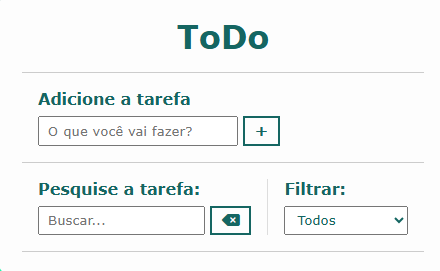 ToDo
Adicione a tarefa
O que você vai fazer?
+
Pesquise a tarefa:
Buscar...
Filtrar:
Todos